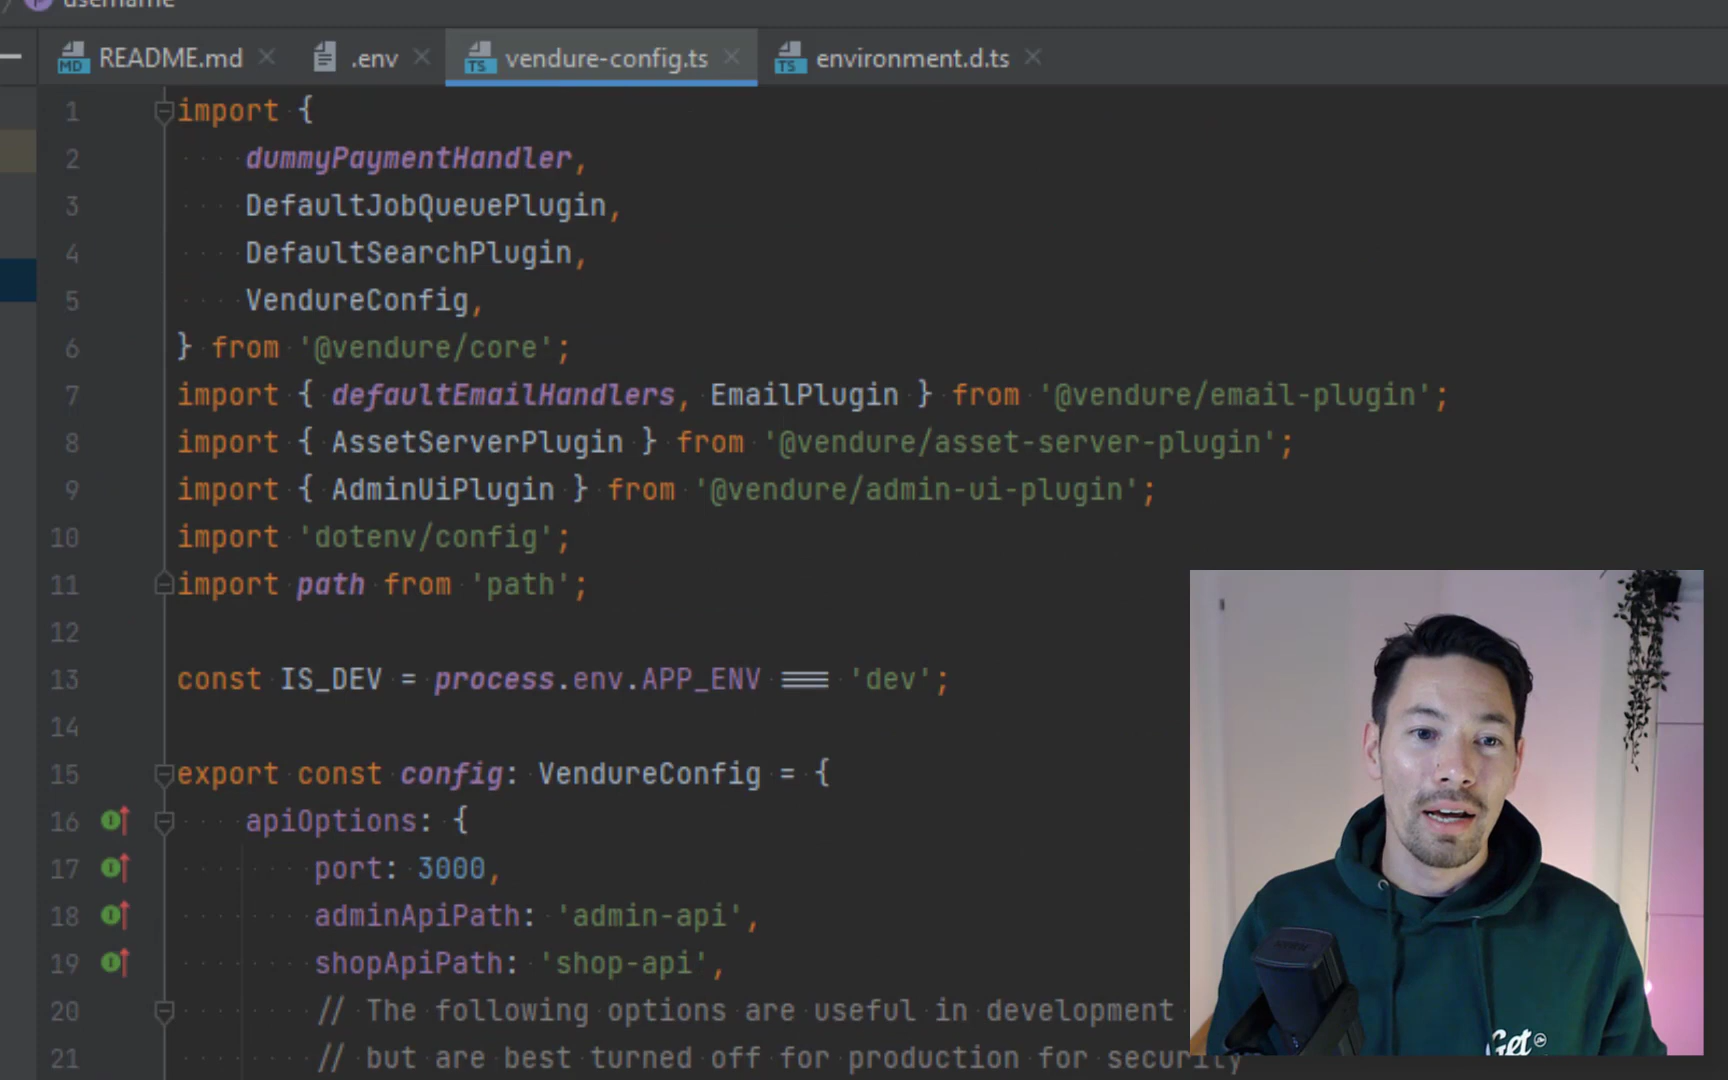 username
README.md .env vendure-config.ts environment.d.ts
1 import {
2 dummyPaymentHandler,
3 DefaultJobQueuePlugin,
4 DefaultSearchPlugin,
5 VendureConfig,
6 } from '@vendure/core';
7 import { defaultEmailHandlers, EmailPlugin } from '@vendure/email-plugin';
8 import { AssetServerPlugin } from '@vendure/asset-server-plugin';
9 import { AdminUiPlugin } from '@vendure/admin-ui-plugin';
10 import 'dotenv/config';
11 import path from 'path';
12
13 const IS_DEV = process.env.APP_ENV === 'dev';
14
15 export const config: VendureConfig = {
16 apiOptions: {
17 port: 3000,
18 adminApiPath: 'admin-api',
19 shopApiPath: 'shop-api',
20 // The following options are useful in development
21 // but are best turned off for production for security
Get